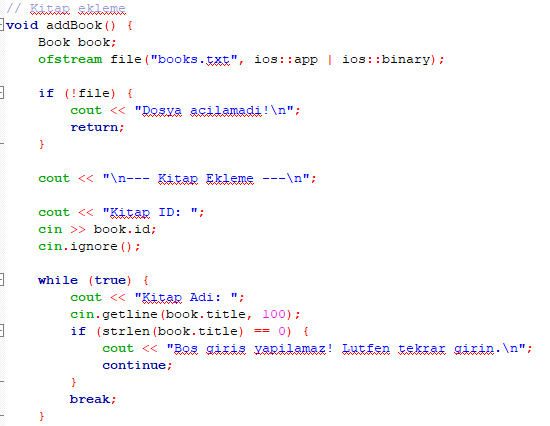 // Kitap ekleme
void addBook() {
    Book book;
    ofstream file("books.txt", ios::app | ios::binary);

    if (!file) {
        cout << "Dosya acilamadi!\n";
        return;
    }

    cout << "\n--- Kitap Ekleme ---\n";

    cout << "Kitap ID: ";
    cin >> book.id;
    cin.ignore();

    while (true) {
        cout << "Kitap Adi: ";
        cin.getline(book.title, 100);
        if (strlen(book.title) == 0) {
            cout << "Bos giris yapilamaz! Lutfen tekrar girin.\n";
            continue;
        }
        break;
    }